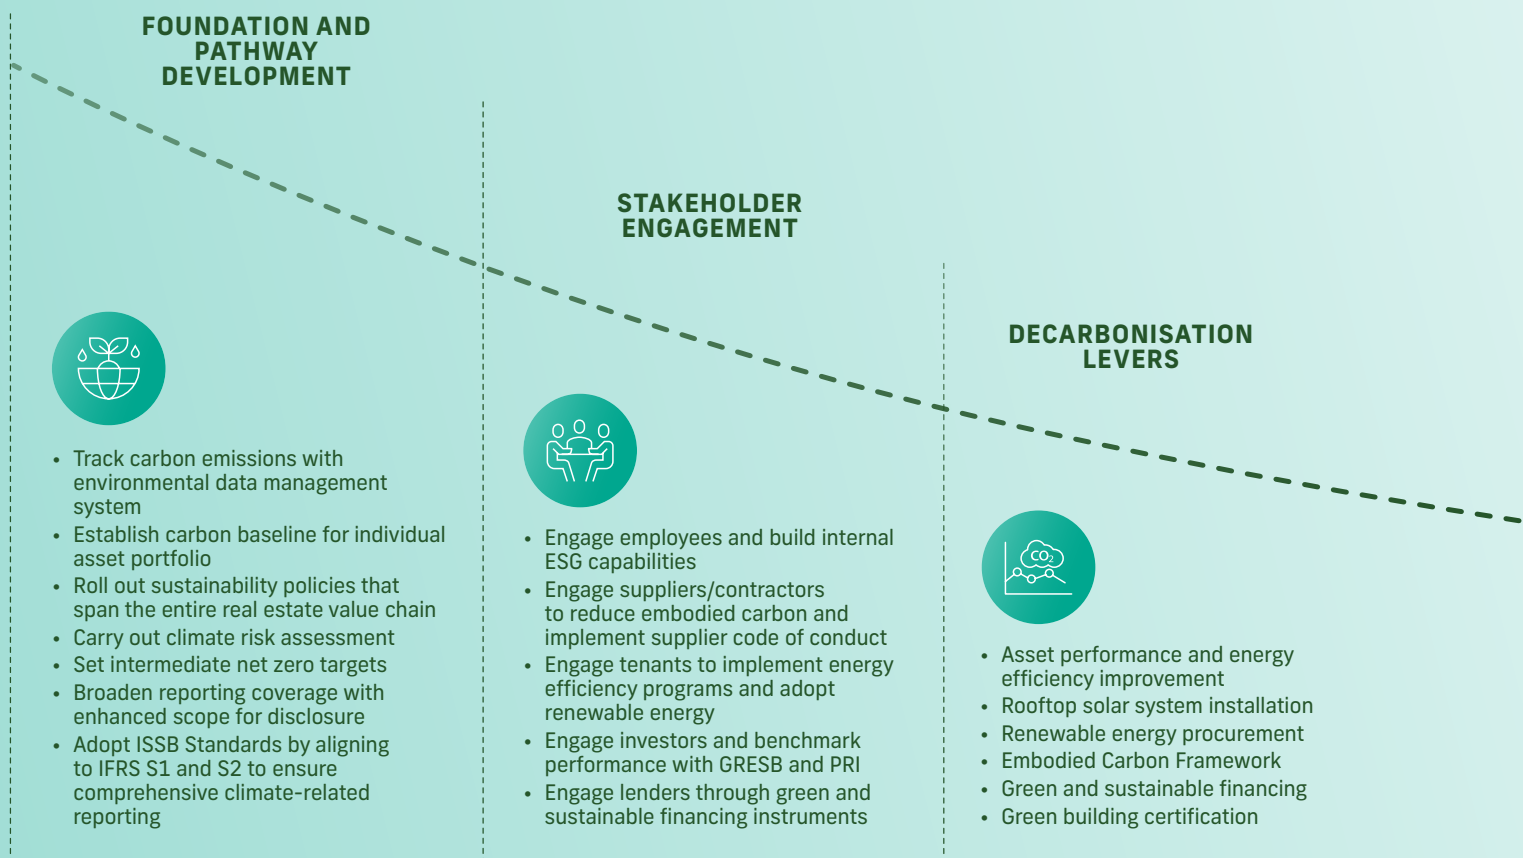 FOUNDATION AND
PATHWAY
DEVELOPMENT
• Track carbon emissions with
environmental data management
system
• Establish carbon baseline for individual
asset portfolio
• Roll out sustainability policies that
span the entire real estate value chain
• Carry out climate risk assessment
• Set intermediate net zero targets
• Broaden reporting coverage with
enhanced scope for disclosure
• Adopt ISSB Standards by aligning
to IFRS S1 and S2 to ensure
comprehensive climate-related
reporting
STAKEHOLDER
ENGAGEMENT
• Engage employees and build internal
ESG capabilities
• Engage suppliers/contractors
to reduce embodied carbon and
implement supplier code of conduct
• Engage tenants to implement energy
efficiency programs and adopt
renewable energy
• Engage investors and benchmark
performance with GRESB and PRI
• Engage lenders through green and
sustainable financing instruments
DECARBONISATION
LEVERS
CO₂
• Asset performance and energy
efficiency improvement
• Rooftop solar system installation
• Renewable energy procurement
• Embodied Carbon Framework
• Green and sustainable financing
• Green building certification